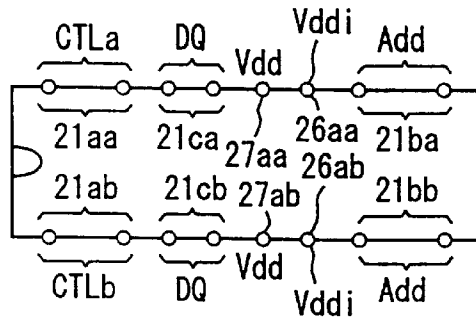 CTLa DQ Vdd Vddi Add
21aa 21ca 27aa 26aa 21ba
21ab 21cb 27ab 26ab 21bb
CTLb DQ Vdd Vddi Add